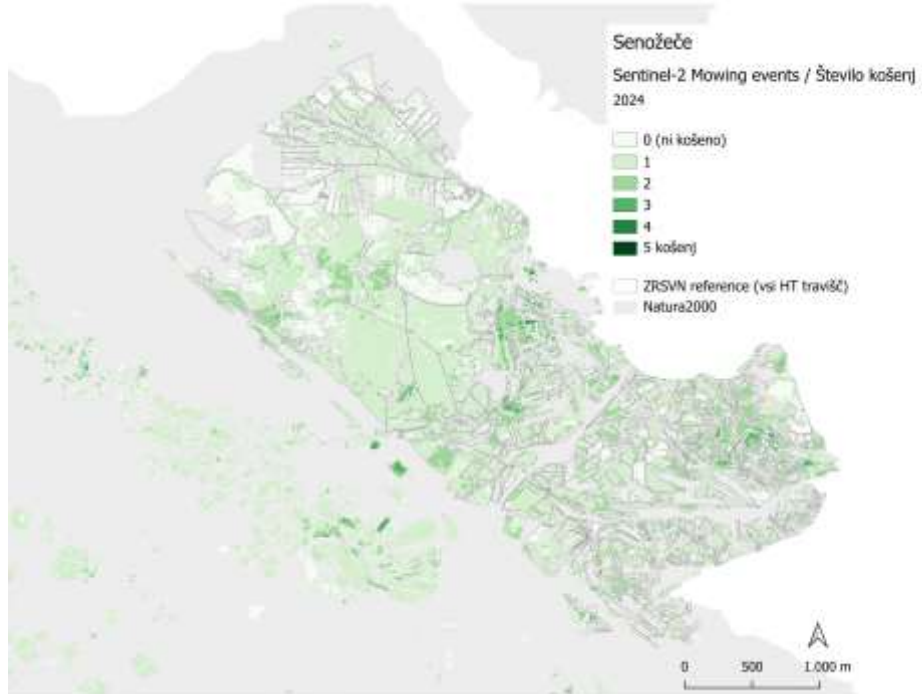 Senožeče
Sentinel-2 Mowing events / Število košenj
2024
0 (ni košeno)
1
2
3
4
5 košenj
ZRSVN reference (vsi HT travišč)
Natura2000
0 500 1.000 m